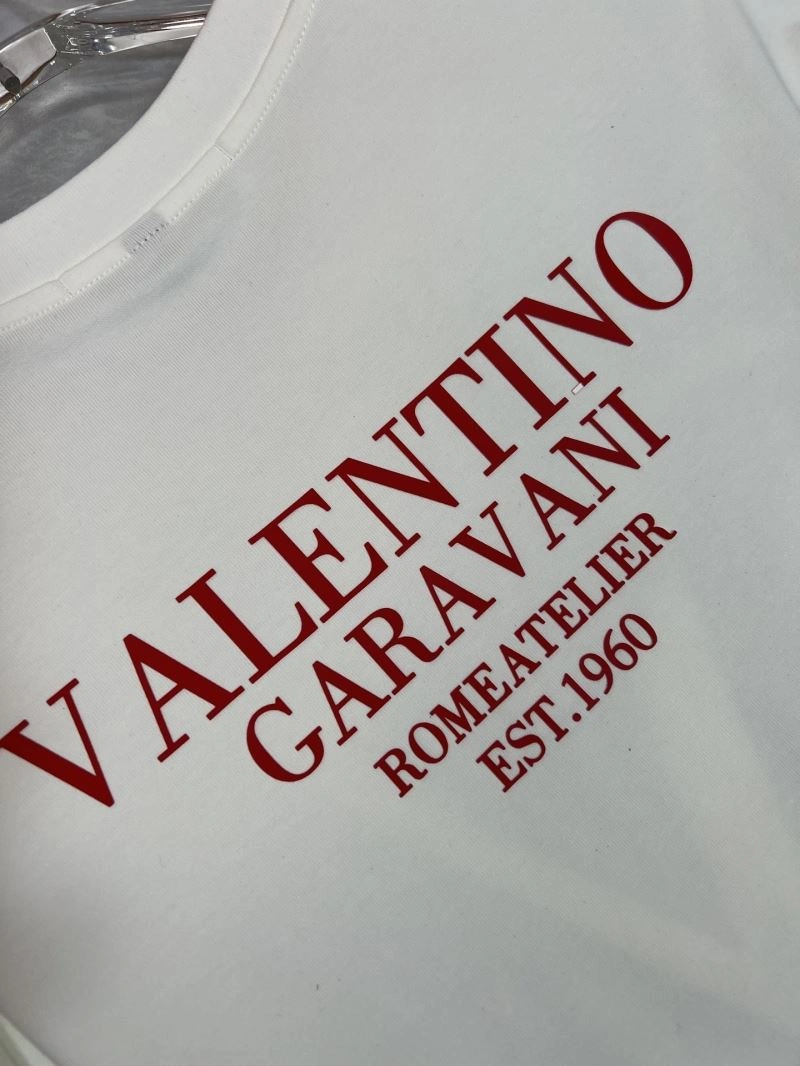 VALENTINO
GARAVANI
ROMEATELIER
EST.1960